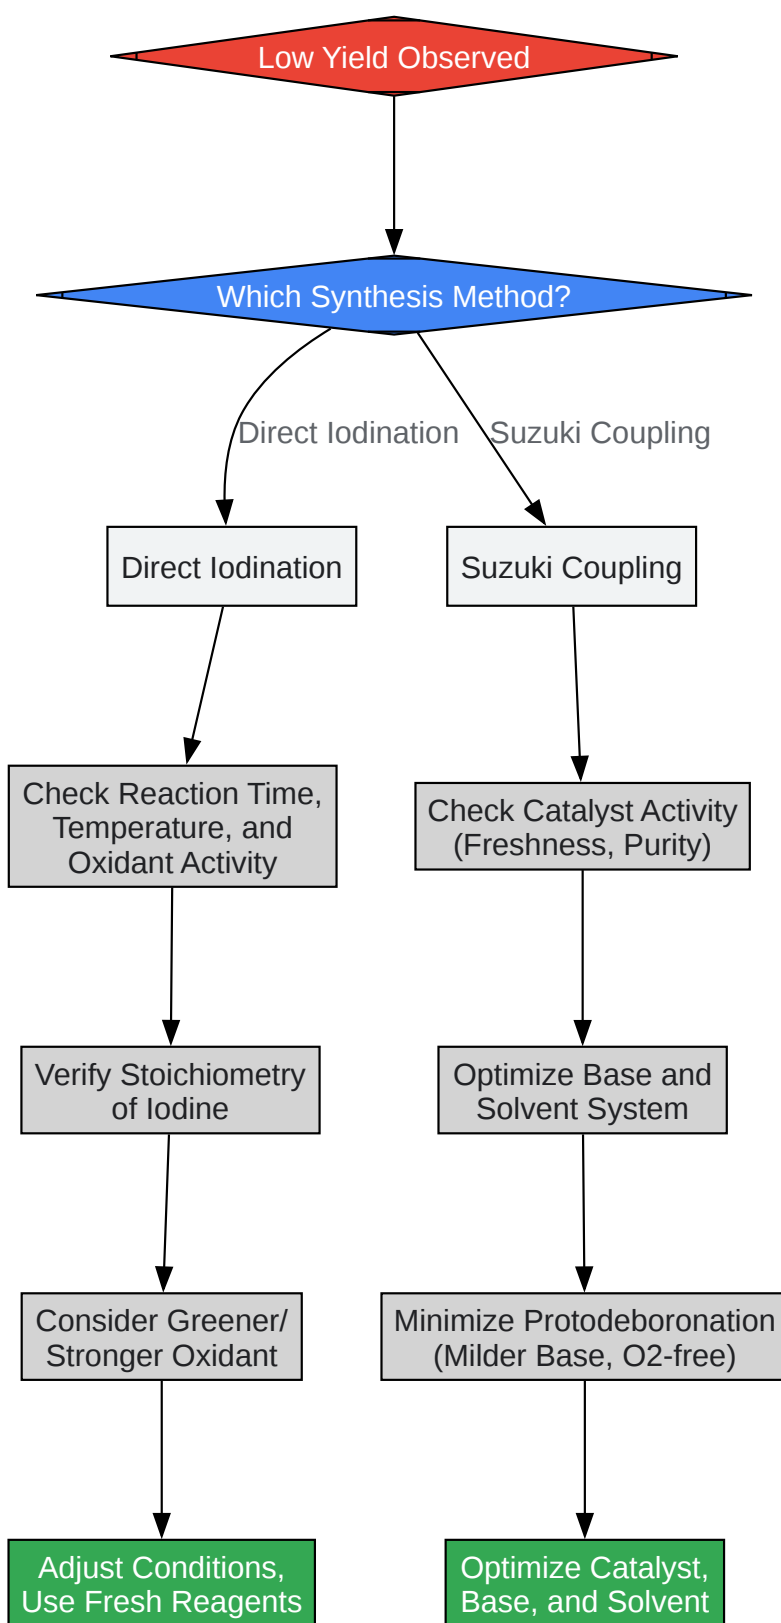 Low Yield Observed
Which Synthesis Method?
Direct Iodination
Suzuki Coupling
Direct Iodination
Suzuki Coupling
Check Reaction Time,
Temperature, and
Oxidant Activity
Check Catalyst Activity
(Freshness, Purity)
Verify Stoichiometry
of Iodine
Optimize Base and
Solvent System
Consider Greener/
Stronger Oxidant
Minimize Protodeboronation
(Milder Base, O2-free)
Adjust Conditions,
Use Fresh Reagents
Optimize Catalyst,
Base, and Solvent